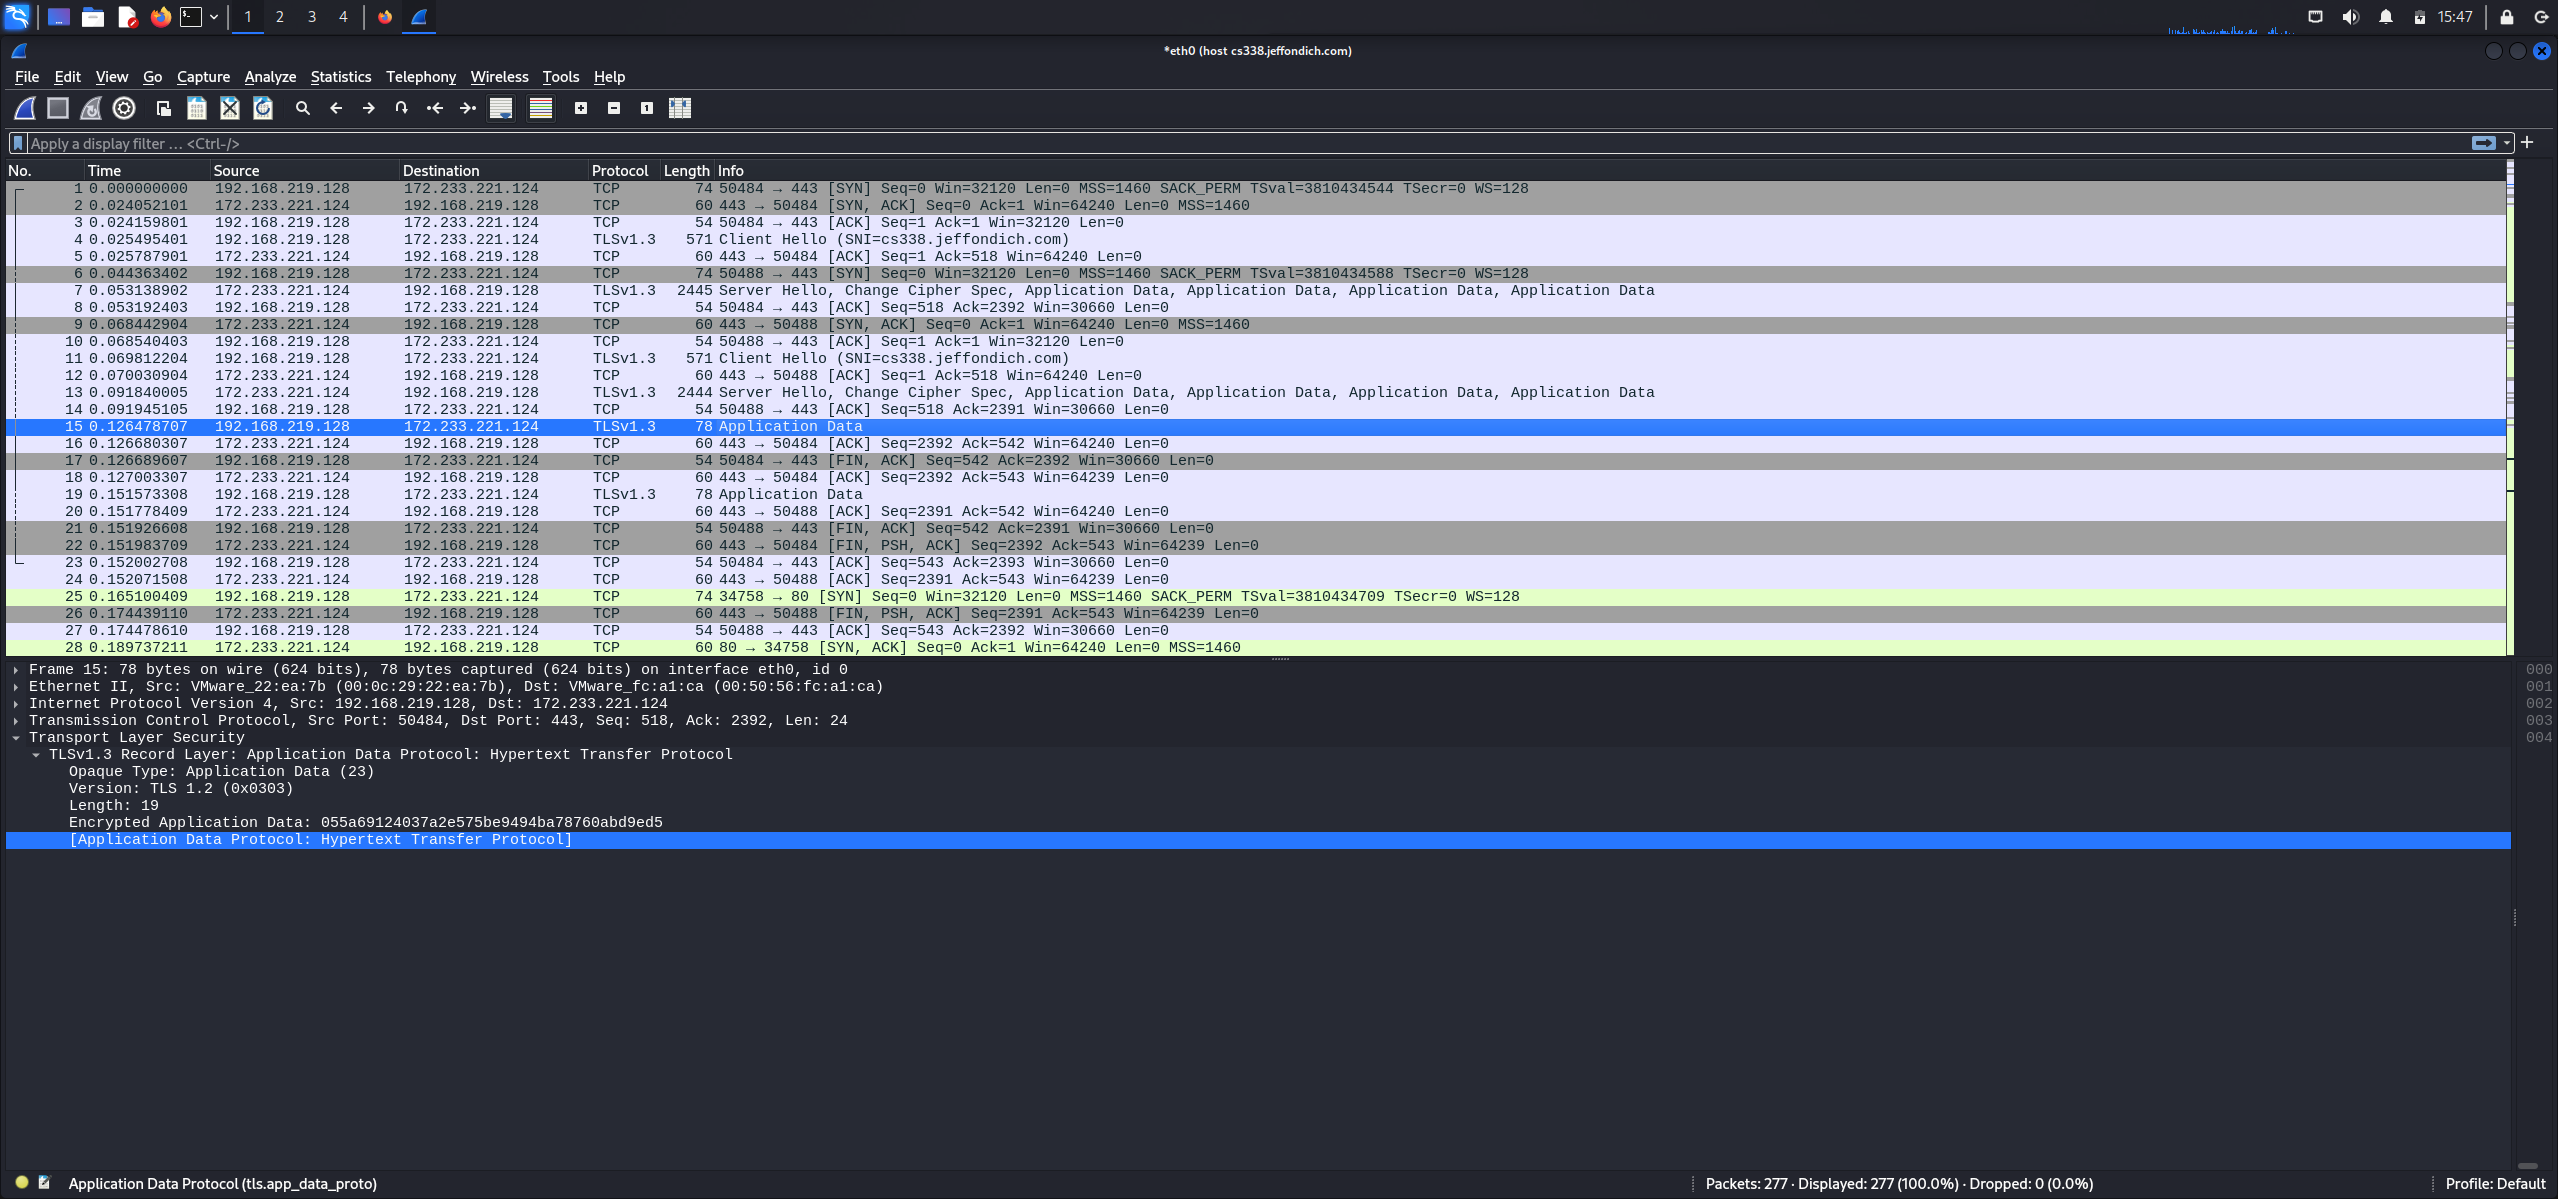 1 2 3 4 15:47
*eth0 (host cs338.jeffondich.com)
File Edit View Go Capture Analyze Statistics Telephony Wireless Tools Help
Apply a display filter … <Ctrl-/>
No. Time Source Destination Protocol Length Info
1 0.000000000 192.168.219.128 172.233.221.124 TCP 74 50484 → 443 [SYN] Seq=0 Win=32120 Len=0 MSS=1460 SACK_PERM TSval=3810434544 TSecr=0 WS=128
2 0.024052101 172.233.221.124 192.168.219.128 TCP 60 443 → 50484 [SYN, ACK] Seq=0 Ack=1 Win=64240 Len=0 MSS=1460
3 0.024159801 192.168.219.128 172.233.221.124 TCP 54 50484 → 443 [ACK] Seq=1 Ack=1 Win=32120 Len=0
4 0.025495401 192.168.219.128 172.233.221.124 TLSv1.3 571 Client Hello (SNI=cs338.jeffondich.com)
5 0.025787901 172.233.221.124 192.168.219.128 TCP 60 443 → 50484 [ACK] Seq=1 Ack=518 Win=64240 Len=0
6 0.044363402 192.168.219.128 172.233.221.124 TCP 74 50488 → 443 [SYN] Seq=0 Win=32120 Len=0 MSS=1460 SACK_PERM TSval=3810434588 TSecr=0 WS=128
7 0.053138902 172.233.221.124 192.168.219.128 TLSv1.3 2445 Server Hello, Change Cipher Spec, Application Data, Application Data, Application Data, Application Data
8 0.053192403 192.168.219.128 172.233.221.124 TCP 54 50484 → 443 [ACK] Seq=518 Ack=2392 Win=30660 Len=0
9 0.068442904 172.233.221.124 192.168.219.128 TCP 60 443 → 50488 [SYN, ACK] Seq=0 Ack=1 Win=64240 Len=0 MSS=1460
10 0.068540403 192.168.219.128 172.233.221.124 TCP 54 50488 → 443 [ACK] Seq=1 Ack=1 Win=32120 Len=0
11 0.069812204 192.168.219.128 172.233.221.124 TLSv1.3 571 Client Hello (SNI=cs338.jeffondich.com)
12 0.070030904 172.233.221.124 192.168.219.128 TCP 60 443 → 50488 [ACK] Seq=1 Ack=518 Win=64240 Len=0
13 0.091840005 172.233.221.124 192.168.219.128 TLSv1.3 2444 Server Hello, Change Cipher Spec, Application Data, Application Data, Application Data, Application Data
14 0.091945105 192.168.219.128 172.233.221.124 TCP 54 50488 → 443 [ACK] Seq=518 Ack=2391 Win=30660 Len=0
15 0.126478707 192.168.219.128 172.233.221.124 TLSv1.3 78 Application Data
16 0.126680307 172.233.221.124 192.168.219.128 TCP 60 443 → 50484 [ACK] Seq=2392 Ack=542 Win=64240 Len=0
17 0.126689607 192.168.219.128 172.233.221.124 TCP 54 50484 → 443 [FIN, ACK] Seq=542 Ack=2392 Win=30660 Len=0
18 0.127003307 172.233.221.124 192.168.219.128 TCP 60 443 → 50484 [ACK] Seq=2392 Ack=543 Win=64239 Len=0
19 0.151573308 192.168.219.128 172.233.221.124 TLSv1.3 78 Application Data
20 0.151778409 172.233.221.124 192.168.219.128 TCP 60 443 → 50488 [ACK] Seq=2391 Ack=542 Win=64240 Len=0
21 0.151926608 192.168.219.128 172.233.221.124 TCP 54 50488 → 443 [FIN, ACK] Seq=542 Ack=2391 Win=30660 Len=0
22 0.151983709 172.233.221.124 192.168.219.128 TCP 60 443 → 50484 [FIN, PSH, ACK] Seq=2392 Ack=543 Win=64239 Len=0
23 0.152002708 192.168.219.128 172.233.221.124 TCP 54 50484 → 443 [ACK] Seq=543 Ack=2393 Win=30660 Len=0
24 0.152071508 172.233.221.124 192.168.219.128 TCP 60 443 → 50488 [ACK] Seq=2391 Ack=543 Win=64239 Len=0
25 0.165100409 192.168.219.128 172.233.221.124 TCP 74 34758 → 80 [SYN] Seq=0 Win=32120 Len=0 MSS=1460 SACK_PERM TSval=3810434709 TSecr=0 WS=128
26 0.174439110 172.233.221.124 192.168.219.128 TCP 60 443 → 50488 [FIN, PSH, ACK] Seq=2391 Ack=543 Win=64239 Len=0
27 0.174478610 192.168.219.128 172.233.221.124 TCP 54 50488 → 443 [ACK] Seq=543 Ack=2392 Win=30660 Len=0
28 0.189737211 172.233.221.124 192.168.219.128 TCP 60 80 → 34758 [SYN, ACK] Seq=0 Ack=1 Win=64240 Len=0 MSS=1460
Frame 15: 78 bytes on wire (624 bits), 78 bytes captured (624 bits) on interface eth0, id 0
Ethernet II, Src: VMware_22:ea:7b (00:0c:29:22:ea:7b), Dst: VMware_fc:a1:ca (00:50:56:fc:a1:ca)
Internet Protocol Version 4, Src: 192.168.219.128, Dst: 172.233.221.124
Transmission Control Protocol, Src Port: 50484, Dst Port: 443, Seq: 518, Ack: 2392, Len: 24
Transport Layer Security
TLSv1.3 Record Layer: Application Data Protocol: Hypertext Transfer Protocol
Opaque Type: Application Data (23)
Version: TLS 1.2 (0x0303)
Length: 19
Encrypted Application Data: 055a69124037a2e575be9494ba78760abd9ed5
[Application Data Protocol: Hypertext Transfer Protocol]
000
001
002
003
004
Application Data Protocol (tls.app_data_proto) Packets: 277 · Displayed: 277 (100.0%) · Dropped: 0 (0.0%) Profile: Default